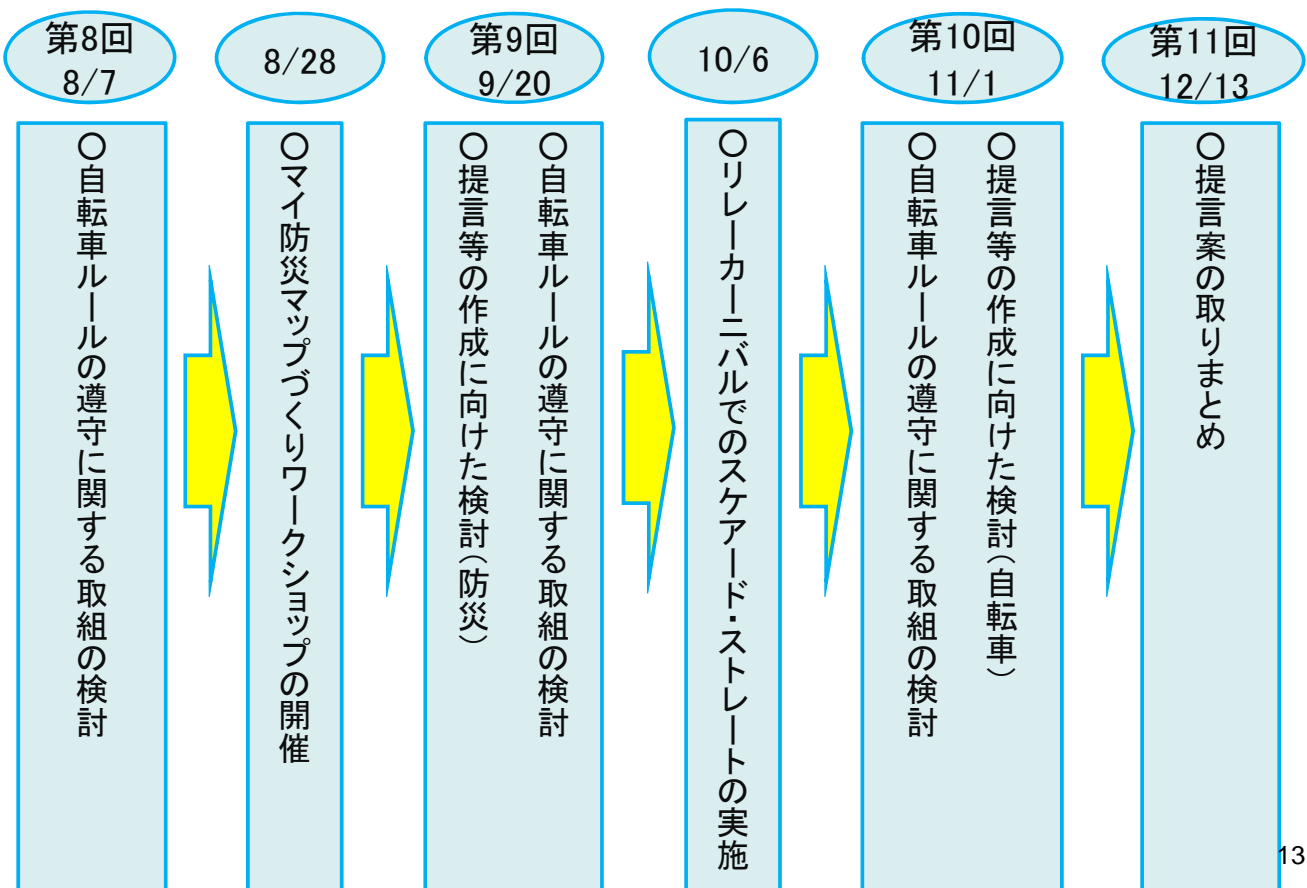 第8回
8/7
〇自転車ルールの遵守に関する取組の検討
8/28
〇マイ防災マップづくりワークショップの開催
第9回
9/20
〇自転車ルールの遵守に関する取組の検討
〇提言等の作成に向けた検討（防災）
10/6
〇リレーカーニバルでのスケアード・ストレートの実施
第10回
11/1
〇提言等の作成に向けた検討（自転車）
〇自転車ルールの遵守に関する取組の検討
第11回
12/13
〇提言案の取りまとめ
13